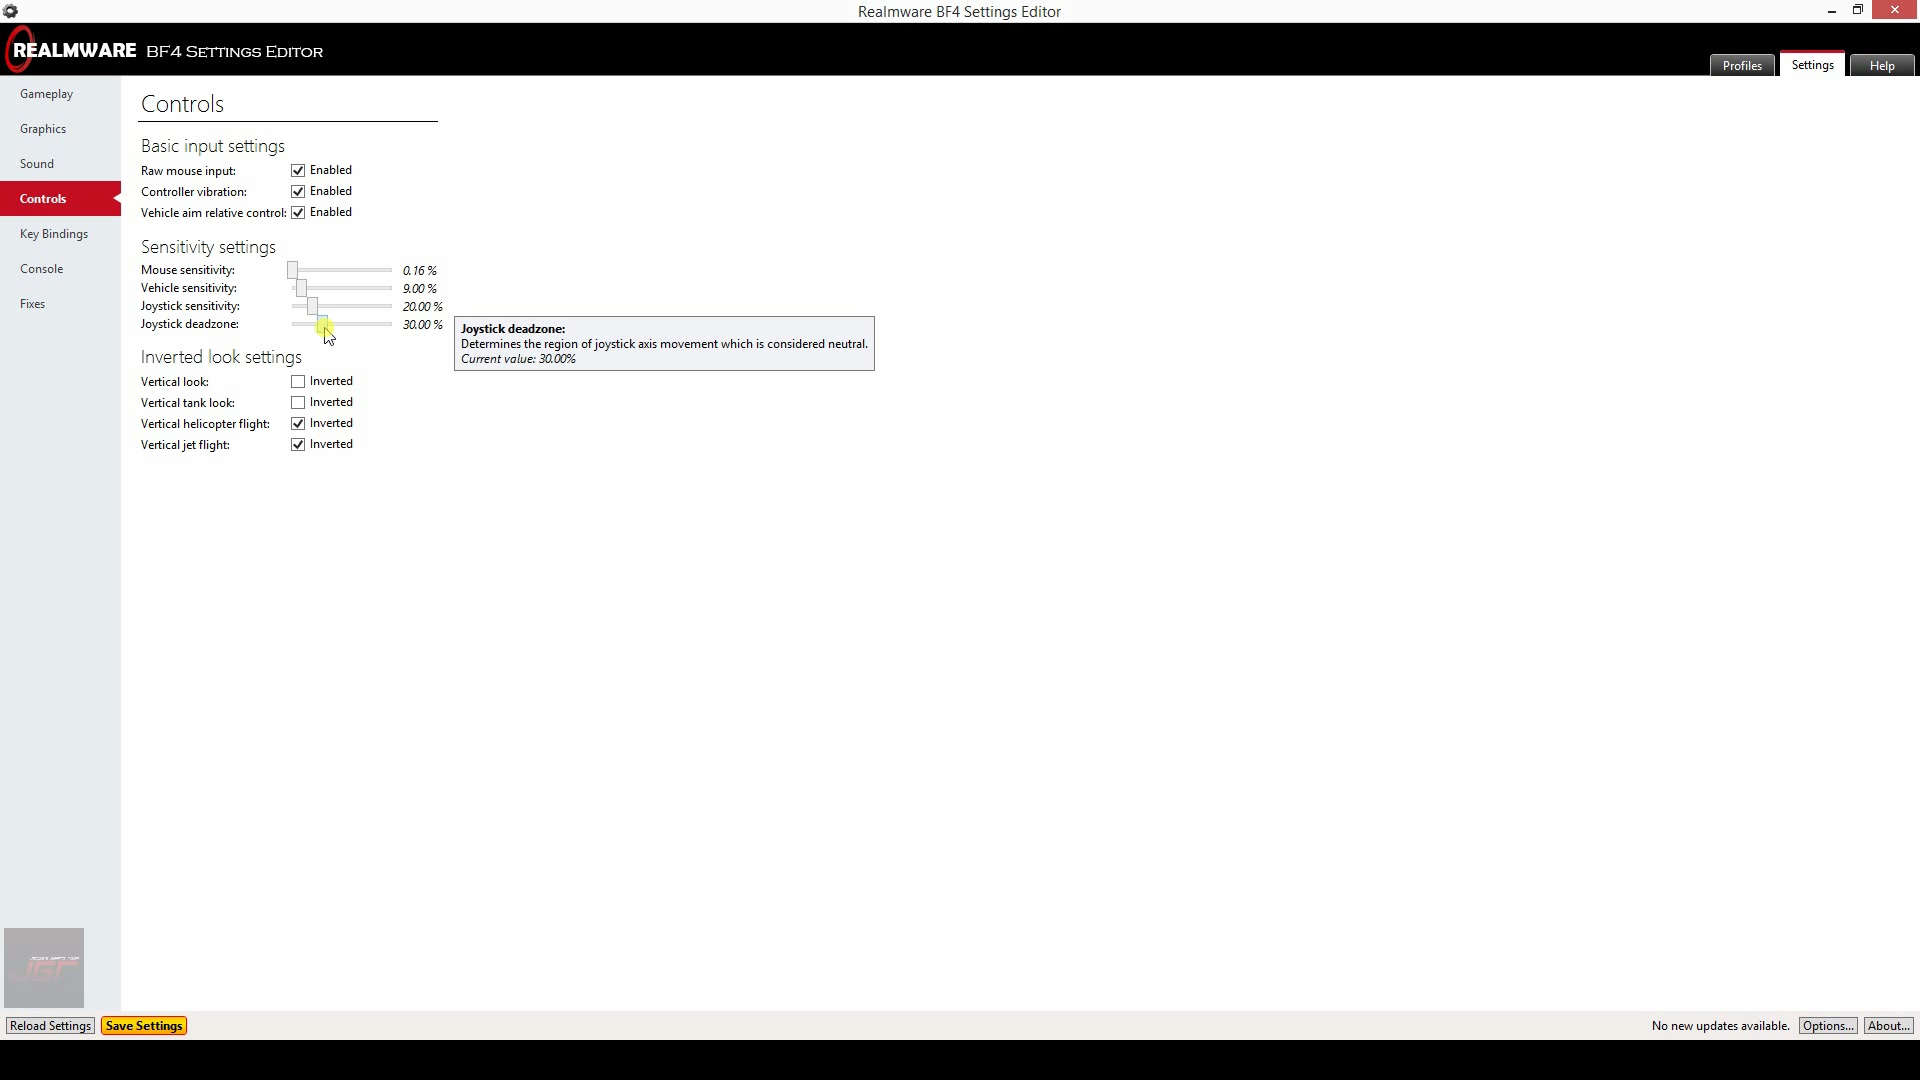 Realmware BF4 Settings Editor
REALMWARE BF4 SETTINGS EDITOR
Profiles Settings Help
Gameplay
Graphics
Sound
Controls
Key Bindings
Console
Fixes
Controls
Basic input settings
Raw mouse input: Enabled
Controller vibration: Enabled
Vehicle aim relative control: Enabled
Sensitivity settings
Mouse sensitivity: 0.16 %
Vehicle sensitivity: 9.00 %
Joystick sensitivity: 20.00 %
Joystick deadzone: 30.00 %
Joystick deadzone:
Determines the region of joystick axis movement which is considered neutral.
Current value: 30.00%
Inverted look settings
Vertical look: Inverted
Vertical tank look: Inverted
Vertical helicopter flight: Inverted
Vertical jet flight: Inverted
JGF
Reload Settings Save Settings No new updates available. Options... About...